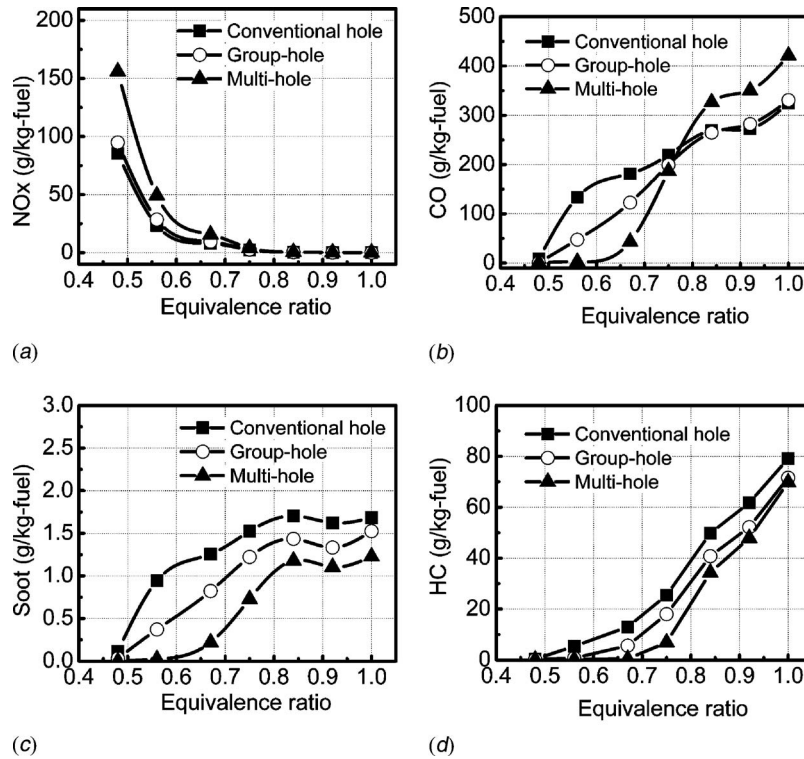 200
150
100
50
0
NOx (g/kg-fuel)
Conventional hole
Group-hole
Multi-hole
0.4 0.5 0.6 0.7 0.8 0.9 1.0
Equivalence ratio
(a)
500
400
300
200
100
0
CO (g/kg-fuel)
Conventional hole
Group-hole
Multi-hole
0.4 0.5 0.6 0.7 0.8 0.9 1.0
Equivalence ratio
(b)
3.0
2.5
2.0
1.5
1.0
0.5
0.0
Soot (g/kg-fuel)
Conventional hole
Group-hole
Multi-hole
0.4 0.5 0.6 0.7 0.8 0.9 1.0
Equivalence ratio
(c)
100
80
60
40
20
0
HC (g/kg-fuel)
Conventional hole
Group-hole
Multi-hole
0.4 0.5 0.6 0.7 0.8 0.9 1.0
Equivalence ratio
(d)